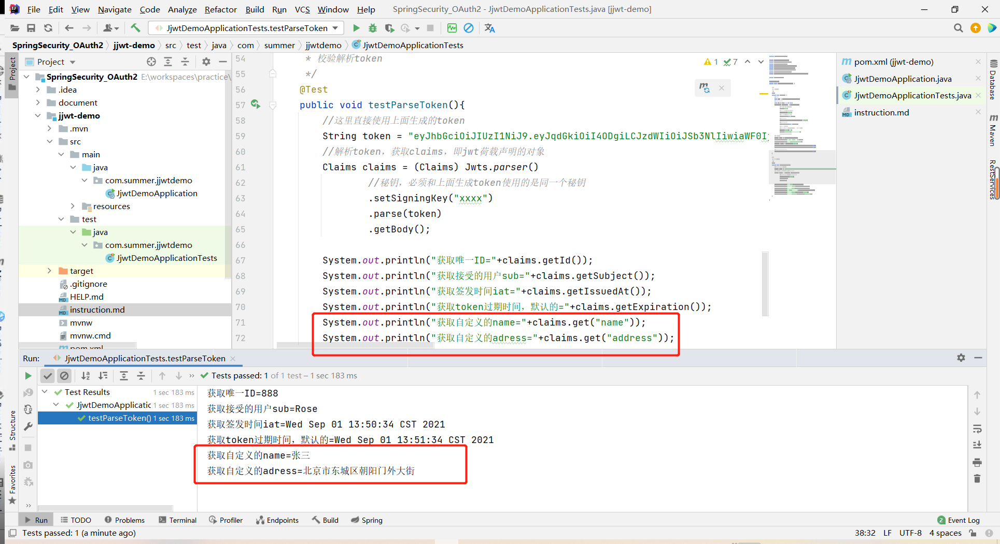 File Edit View Navigate Code Analyze Refactor Build Run VCS Window Help SpringSecurity_OAuth2 - JjwtDemoApplicationTests.java [jjwt-demo]
JjwtDemoApplicationTests.testParseToken
SpringSecurity_OAuth2 jjwt-demo src test java com summer jjwtdemo JjwtDemoApplicationTests
Project
Project
SpringSecurity_OAuth2 E:\workspaces\practice\
.idea
document
jjwt-demo
.mvn
src
main
java
com.summer.jjwtdemo
JjwtDemoApplication
resources
test
java
com.summer.jjwtdemo
JjwtDemoApplicationTests
target
.gitignore
HELP.md
instruction.md
mvnw
mvnw.cmd
pom.xml
54 * 校验解析token
55 */
56 @Test
57 public void testParseToken(){
58 //这里直接使用上面生成的token
59 String token = "eyJhbGciOiJIUzI1NiJ9.eyJqdGkiOiI4ODgiLCJzdWIiOiJSb3NlIiwiaWF0Ij
60 //解析token，获取claims，即jwt荷载声明的对象
61 Claims claims = (Claims) Jwts.parser()
62 //秘钥，必须和上面生成token使用的是同一个秘钥
63 .setSigningKey("xxxx")
64 .parse(token)
65 .getBody();
66
67 System.out.println("获取唯一ID="+claims.getId());
68 System.out.println("获取接受的用户sub="+claims.getSubject());
69 System.out.println("获取签发时间iat="+claims.getIssuedAt());
70 System.out.println("获取token过期时间，默认的="+claims.getExpiration());
71 System.out.println("获取自定义的name="+claims.get("name"));
72 System.out.println("获取自定义的adress="+claims.get("address"));
1 7
pom.xml (jjwt-demo)
JjwtDemoApplication.java
JjwtDemoApplicationTests.java
instruction.md
Database
Maven
RestServices
Run: JjwtDemoApplicationTests.testParseToken
Tests passed: 1 of 1 test – 1 sec 183 ms
Test Results 1 sec 183 ms
JjwtDemoApplicatic 1 sec 183 ms
testParseToken() 1 sec 183 ms
获取唯一ID=888
获取接受的用户sub=Rose
获取签发时间iat=Wed Sep 01 13:50:34 CST 2021
获取token过期时间，默认的=Wed Sep 01 13:51:34 CST 2021
获取自定义的name=张三
获取自定义的adress=北京市东城区朝阳门外大街
Structure
Favorites
Run TODO Problems Terminal Profiler Endpoints Build Spring 2 Event Log
Tests passed: 1 (a minute ago) 38:32 LF UTF-8 4 spaces